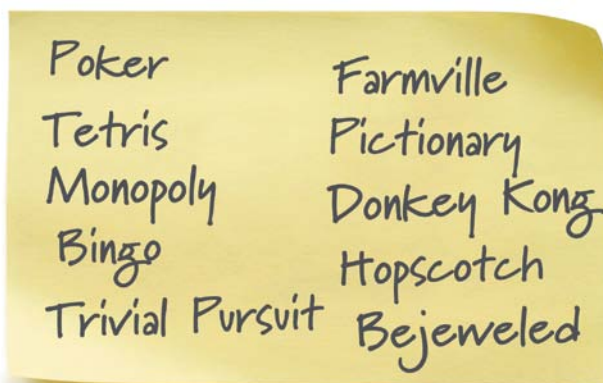 Poker
Tetris
Monopoly
Bingo
Trivial Pursuit
Farmville
Pictionary
Donkey Kong
Hopscotch
Bejeweled